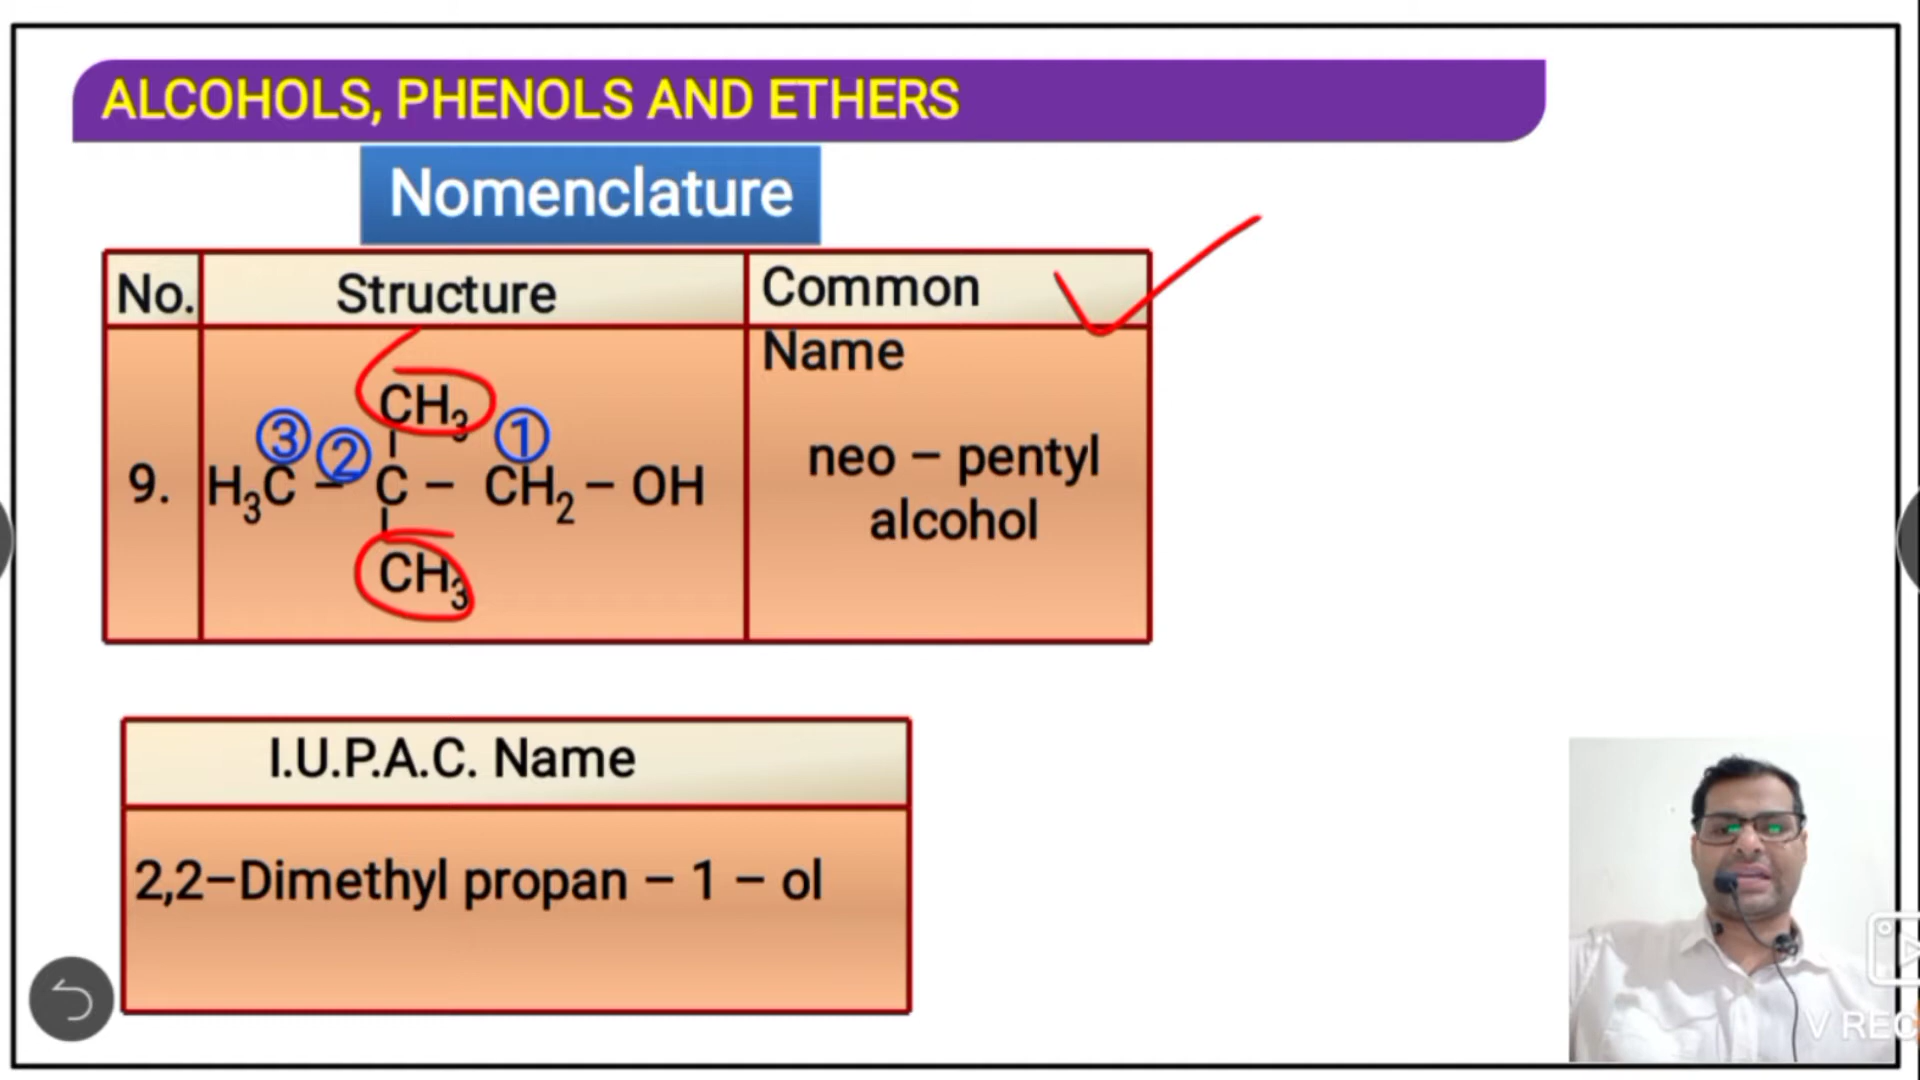 ALCOHOLS, PHENOLS AND ETHERS
Nomenclature
No. Structure Common Name
CH₃
③ ② ①
9. H₃C – C – CH₂ – OH
CH₃
neo – pentyl
alcohol
I.U.P.A.C. Name
2,2–Dimethyl propan – 1 – ol
V REC